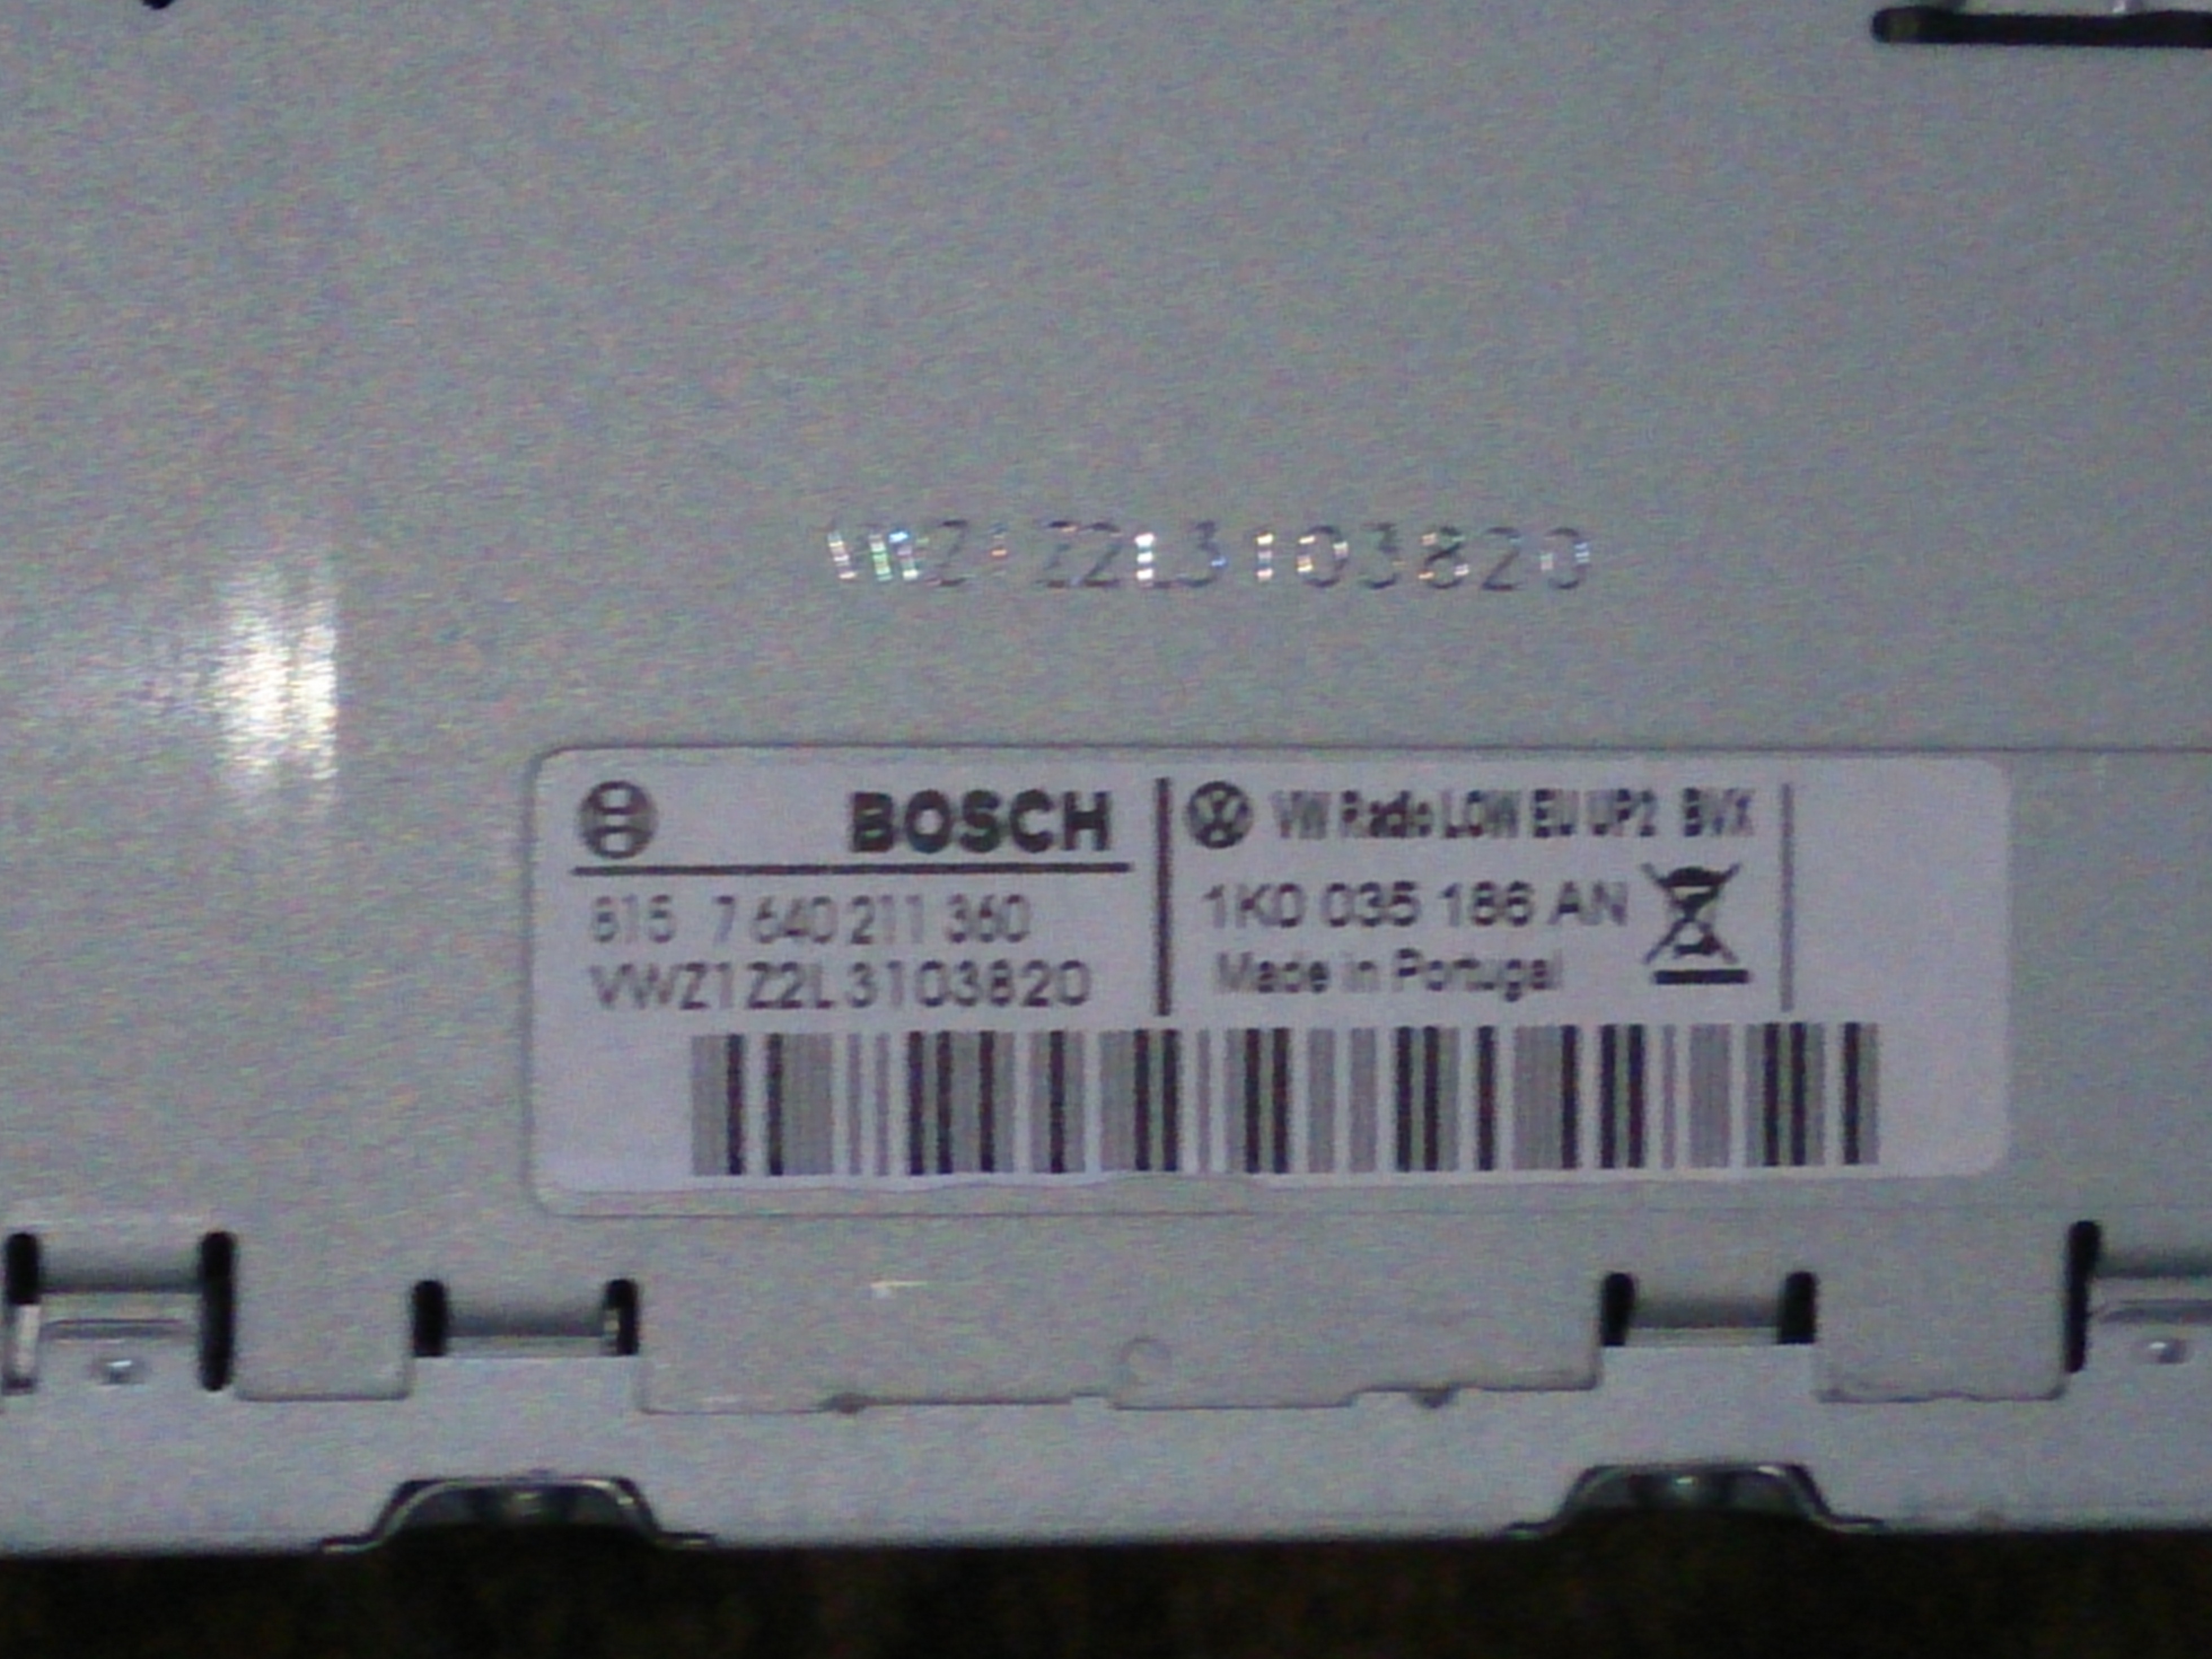 VWZ1Z2L3103820
BOSCH
815 7 640 211 360
VWZ1Z2L3103820
VW Radio LOW EU UP2 BVX
1K0 035 186 AN
Made in Portugal